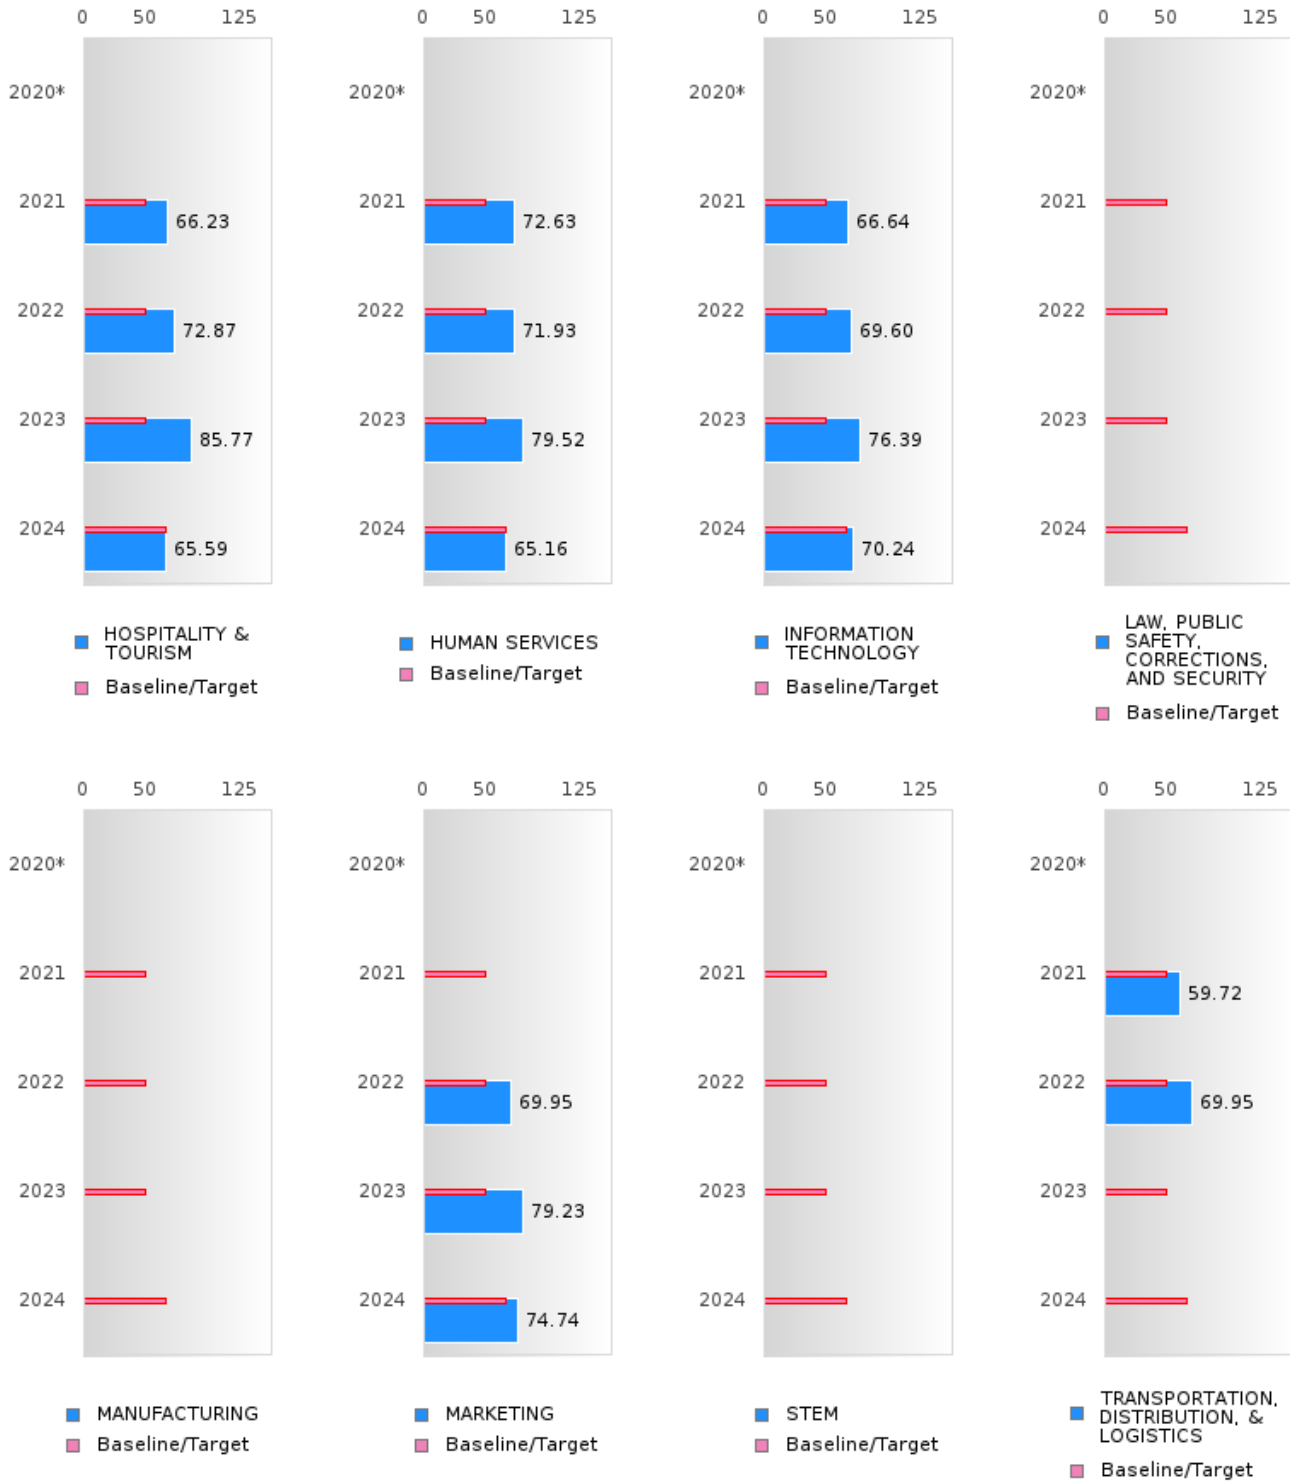 0 50 125
2020*
2021
66.23
2022
72.87
2023
85.77
2024
65.59
HOSPITALITY &
TOURISM
Baseline/Target
0 50 125
2020*
2021
72.63
2022
71.93
2023
79.52
2024
65.16
HUMAN SERVICES
Baseline/Target
0 50 125
2020*
2021
66.64
2022
69.60
2023
76.39
2024
70.24
INFORMATION
TECHNOLOGY
Baseline/Target
0 50 125
2020*
2021
2022
2023
2024
LAW, PUBLIC
SAFETY,
CORRECTIONS,
AND SECURITY
Baseline/Target
0 50 125
2020*
2021
2022
2023
2024
MANUFACTURING
Baseline/Target
0 50 125
2020*
2021
2022
69.95
2023
79.23
2024
74.74
MARKETING
Baseline/Target
0 50 125
2020*
2021
2022
2023
2024
STEM
Baseline/Target
0 50 125
2020*
2021
59.72
2022
69.95
2023
2024
TRANSPORTATION,
DISTRIBUTION, &
LOGISTICS
Baseline/Target